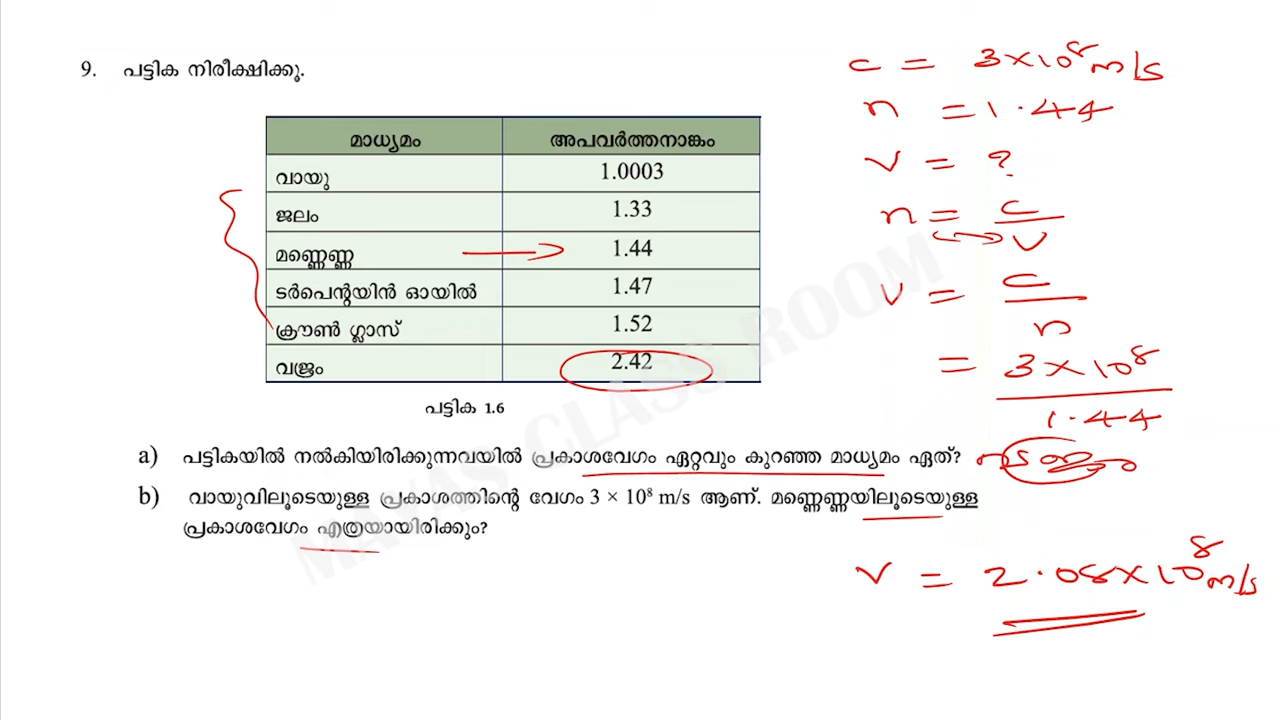 9. പട്ടിക നിരീക്ഷിക്കൂ.
മാധ്യമം അപവർത്തനാങ്കം
വായു 1.0003
ജലം 1.33
മണ്ണെണ്ണ 1.44
ടർപെന്റയിൻ ഓയിൽ 1.47
ക്രൗൺ ഗ്ലാസ് 1.52
വജ്രം 2.42
പട്ടിക 1.6
a) പട്ടികയിൽ നൽകിയിരിക്കുന്നവയിൽ പ്രകാശവേഗം ഏറ്റവും കുറഞ്ഞ മാധ്യമം ഏത്?
b) വായുവിലൂടെയുള്ള പ്രകാശത്തിന്റെ വേഗം 3 × 10⁸ m/s ആണ്. മണ്ണെണ്ണയിലൂടെയുള്ള
പ്രകാശവേഗം എത്രയായിരിക്കും?
c = 3×10⁸ m/s
n = 1.44
v = ?
n = c/v
v = c/n
= 3×10⁸/1.44
v = 2.08×10⁸ m/s
MAYAS CLASS ROOM